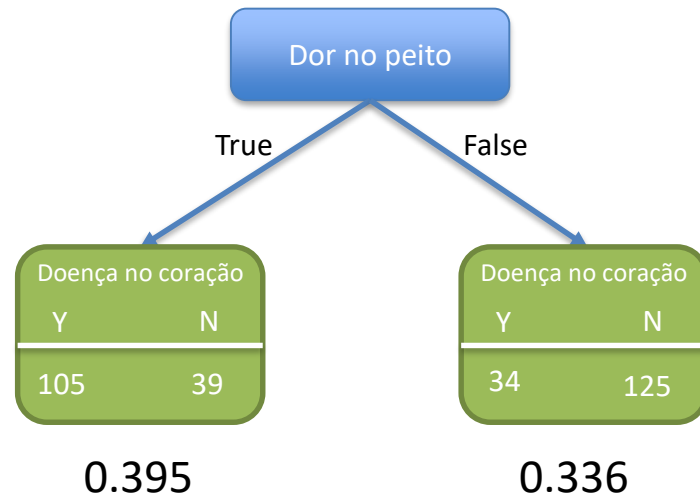 Dor no peito
True
False
Doença no coração
Y N
105 39
Doença no coração
Y N
34 125
0.395
0.336